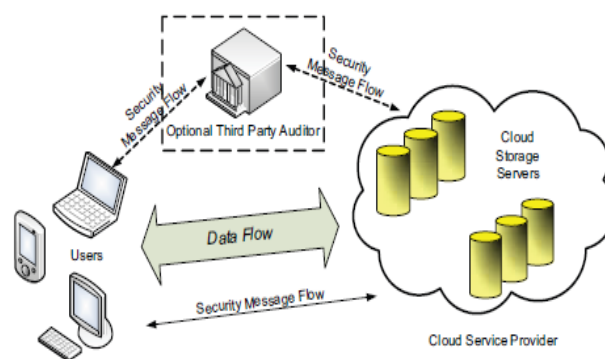 Security
Message Flow
Security
Message Flow
Optional Third Party Auditor
Cloud
Storage
Servers
Users
Data Flow
Security Message Flow
Cloud Service Provider